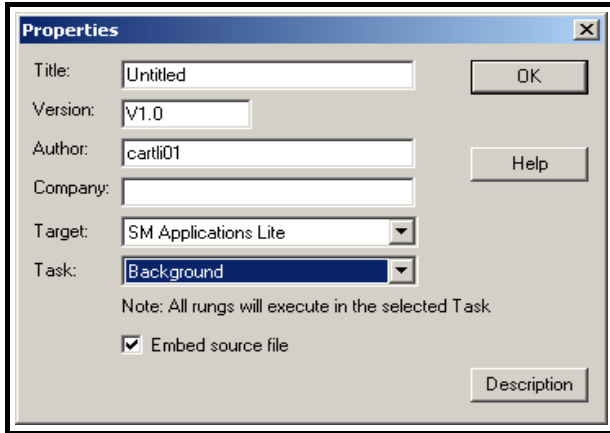 Properties
Title: Untitled
OK
Version: V1.0
Author: cartli01
Help
Company:
Target: SM Applications Lite
Task: Background
Note: All rungs will execute in the selected Task
Embed source file
Description